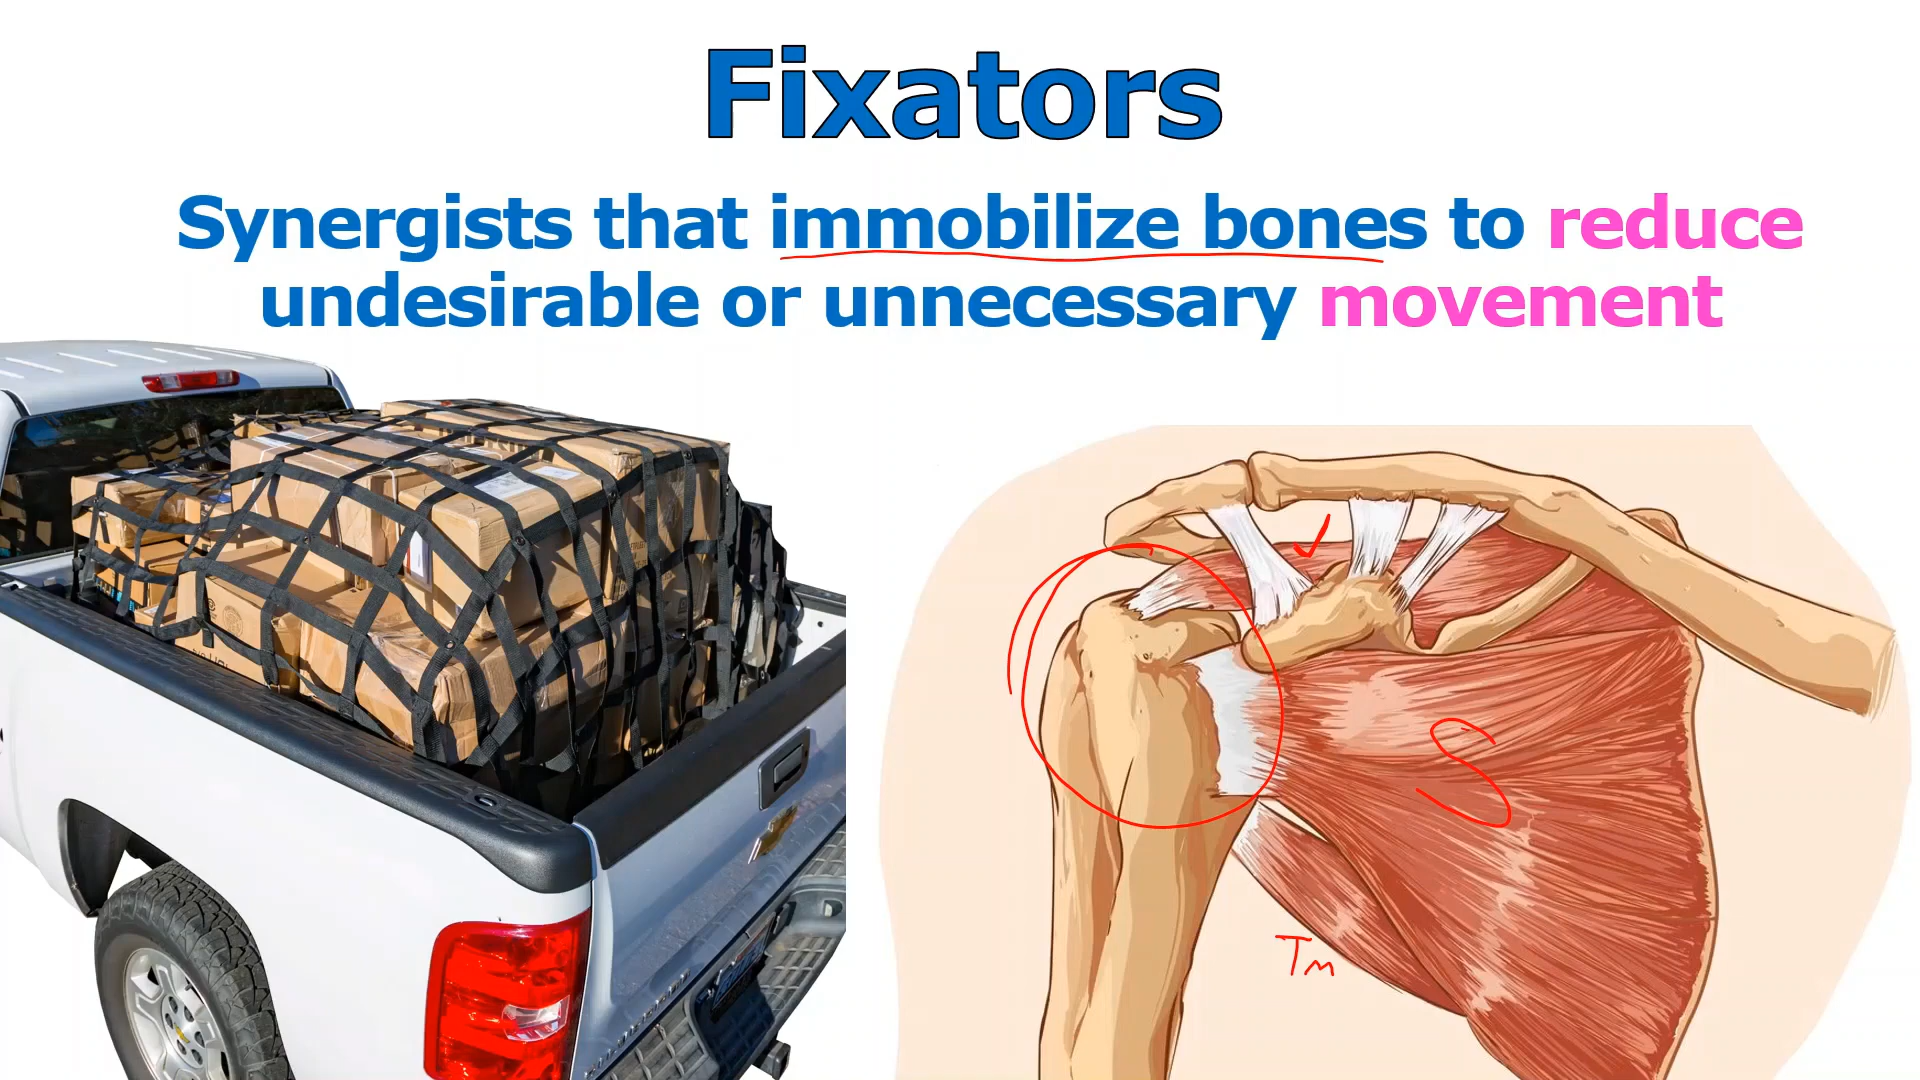 Fixators
Synergists that immobilize bones to reduce
undesirable or unnecessary movement
S
Tm